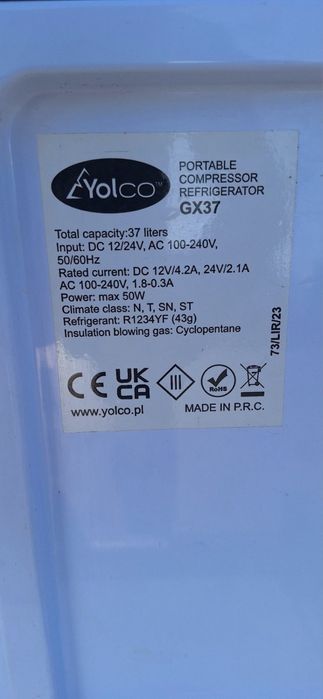 Yolco™
PORTABLE
COMPRESSOR
REFRIGERATOR
GX37
Total capacity:37 liters
Input: DC 12/24V, AC 100-240V,
50/60Hz
Rated current: DC 12V/4.2A, 24V/2.1A
AC 100-240V, 1.8-0.3A
Power: max 50W
Climate class: N, T, SN, ST
Refrigerant: R1234YF (43g)
Insulation blowing gas: Cyclopentane
73/LIR/23
CE UK
CA
III
RoHS
www.yolco.pl
MADE IN P.R.C.